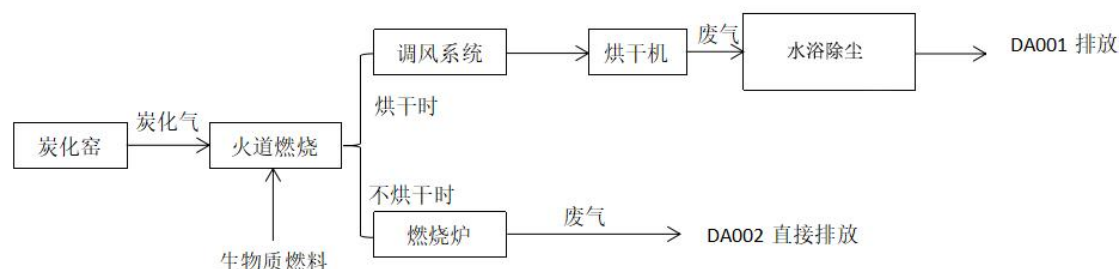 调风系统
烘干机
废气
水浴除尘
DA001 排放
烘干时
炭化窑
炭化气
火道燃烧
不烘干时
燃烧炉
废气
DA002 直接排放
生物质燃料